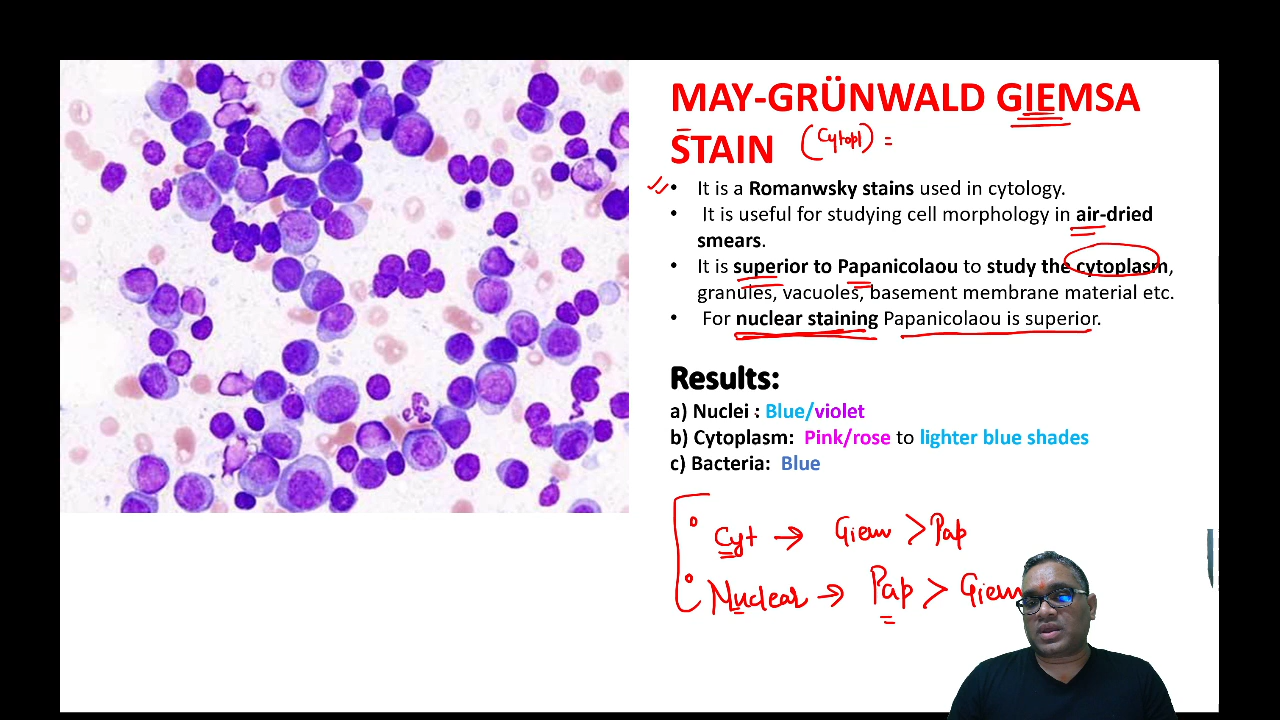 MAY-GRÜNWALD GIEMSA
STAIN (Cytopl) =
• It is a Romanwsky stains used in cytology.
• It is useful for studying cell morphology in air-dried
smears.
• It is superior to Papanicolaou to study the cytoplasm,
granules, vacuoles, basement membrane material etc.
• For nuclear staining Papanicolaou is superior.
Results:
a) Nuclei : Blue/violet
b) Cytoplasm: Pink/rose to lighter blue shades
c) Bacteria: Blue
Cyt → Giem > Pap
Nuclear → Pap > Giem